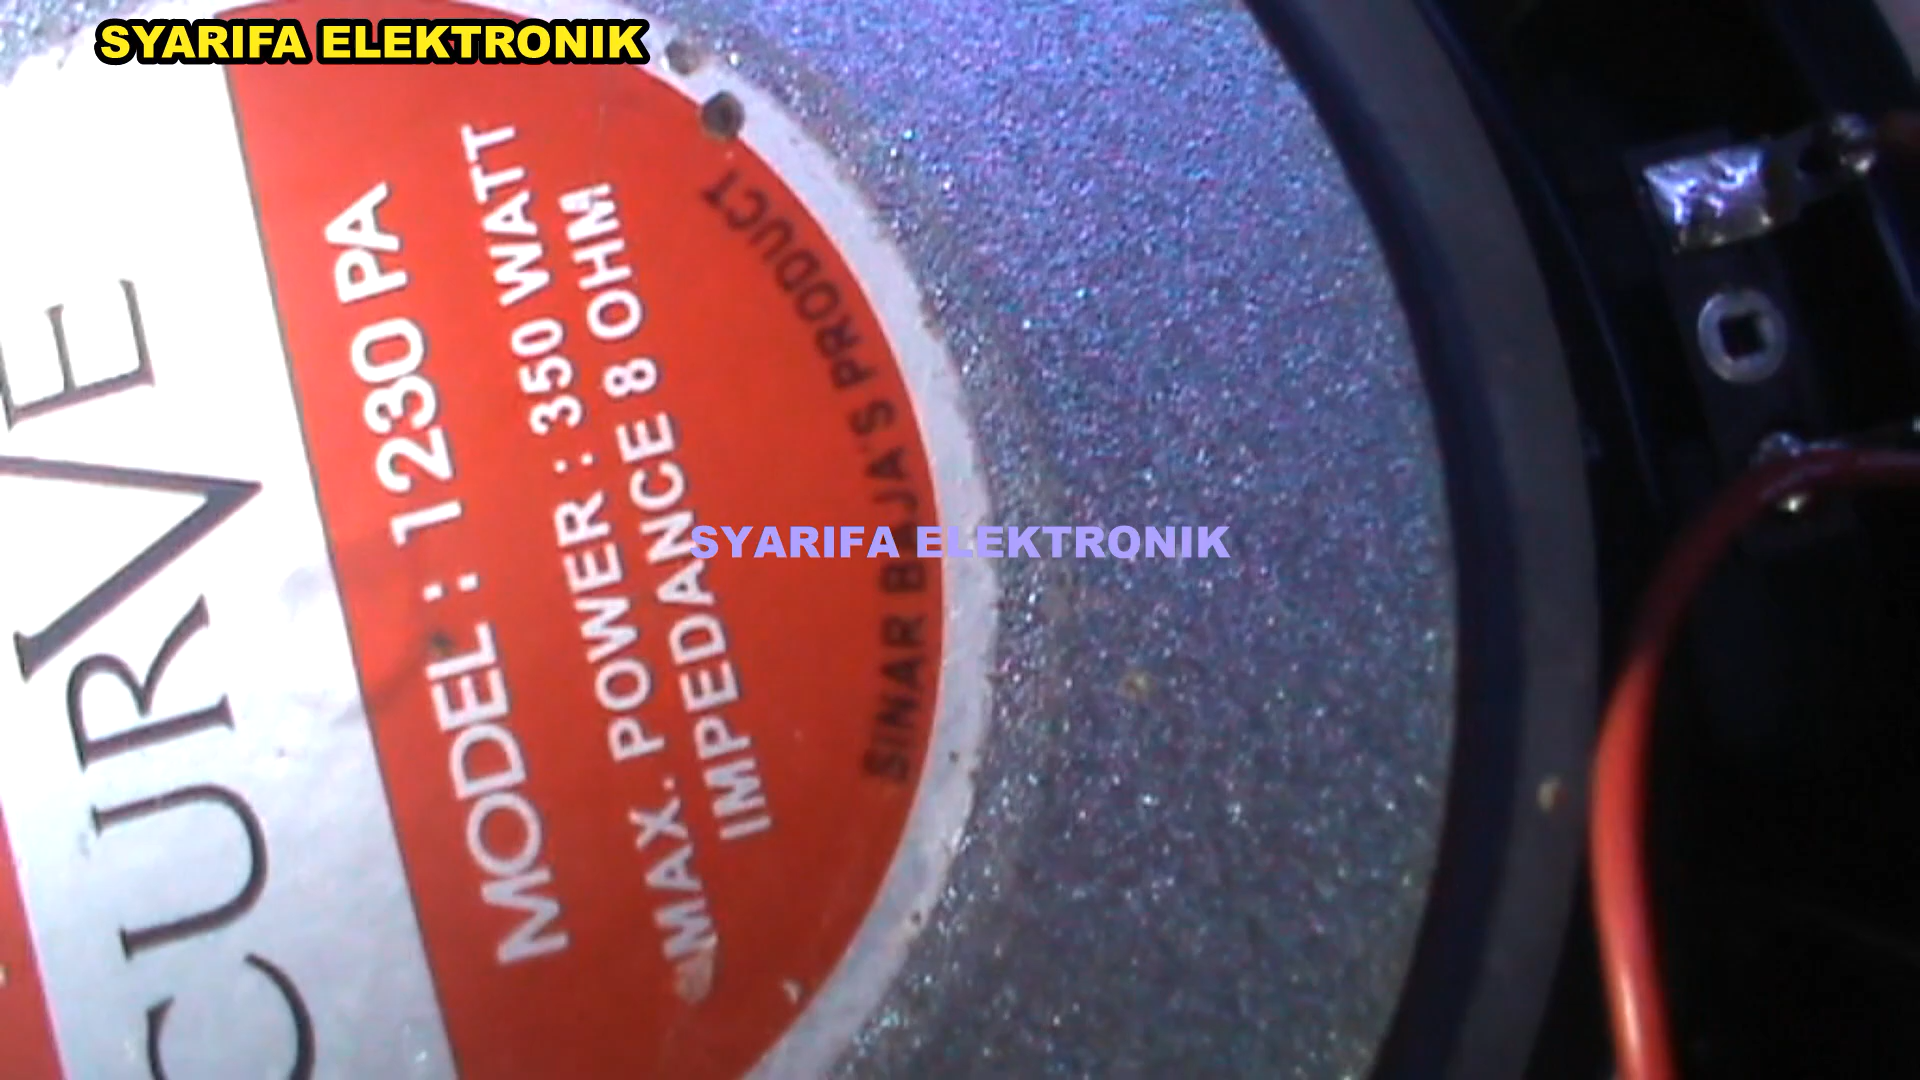 SYARIFA ELEKTRONIK
CURVE
MODEL : 1230 PA
MAX. POWER : 350 WATT
IMPEDANCE 8 OHM
SINAR BAJA'S PRODUCT
SYARIFA ELEKTRONIK